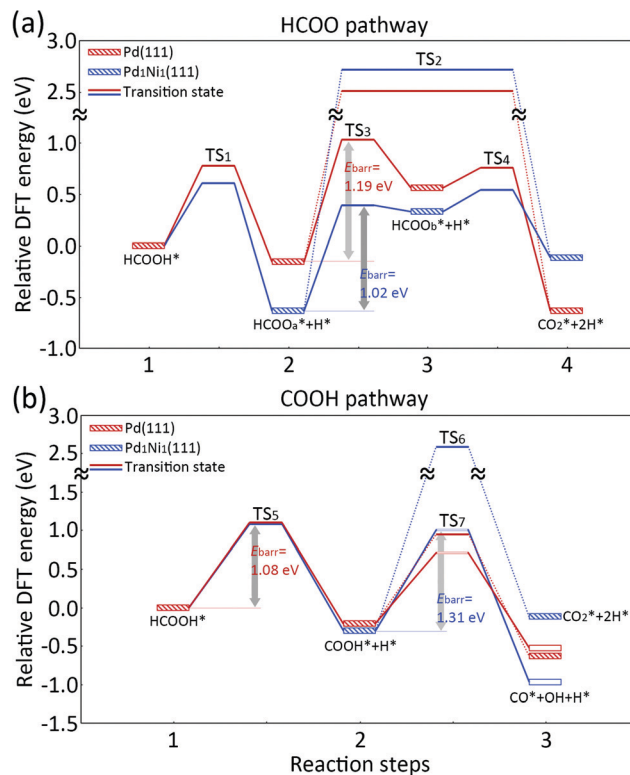 (a) HCOO pathway
Relative DFT energy (eV)
3.0
2.5
1.0
0.5
0.0
-0.5
-1.0
Pd(111)
Pd1Ni1(111)
Transition state
TS1
TS2
TS3
TS4
Ebarr=
1.19 eV
Ebarr=
1.02 eV
HCOOH*
HCOOa*+H*
HCOOb*+H*
CO2*+2H*
1 2 3 4
(b) COOH pathway
Relative DFT energy (eV)
3.0
2.5
1.5
1.0
0.5
0.0
-0.5
-1.0
-1.5
Pd(111)
Pd1Ni1(111)
Transition state
TS5
TS6
TS7
Ebarr=
1.08 eV
Ebarr=
1.31 eV
HCOOH*
COOH*+H*
CO2*+2H*
CO*+OH+H*
1 2 3
Reaction steps